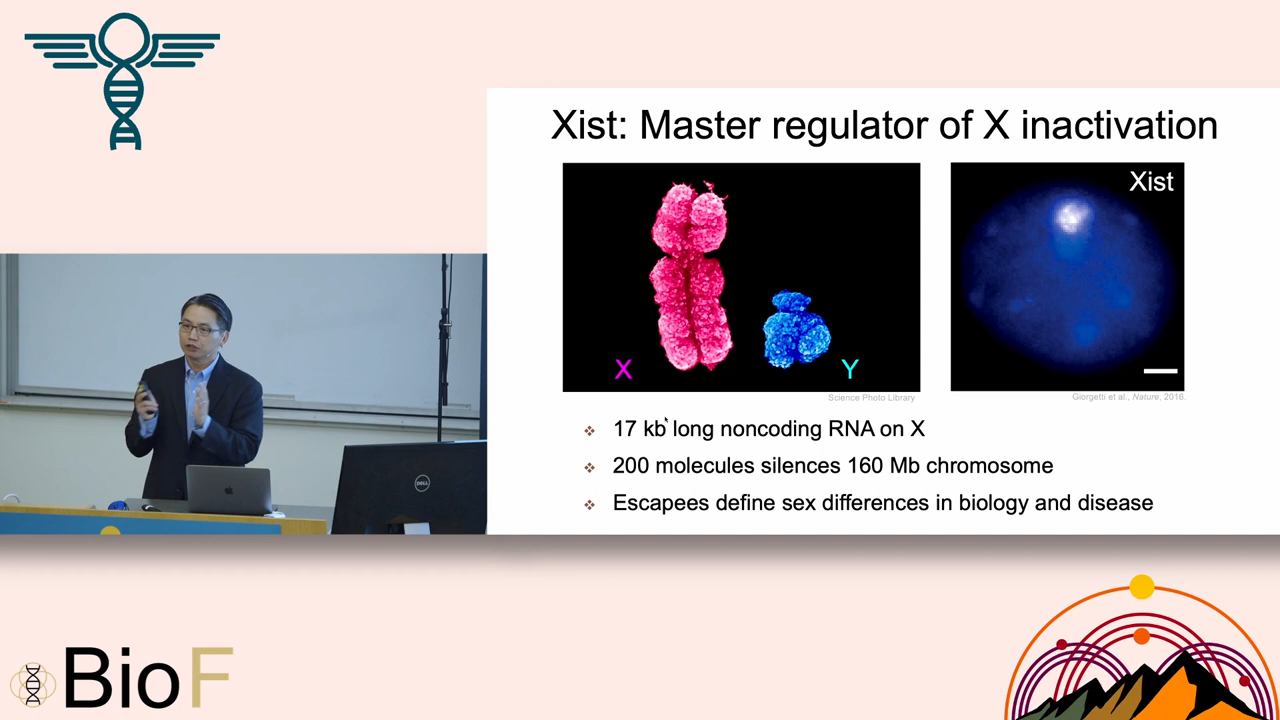 Xist: Master regulator of X inactivation
Xist
X
Y
Science Photo Library
Giorgetti et al., Nature, 2016.
17 kb long noncoding RNA on X
200 molecules silences 160 Mb chromosome
Escapees define sex differences in biology and disease
DELL
BioF